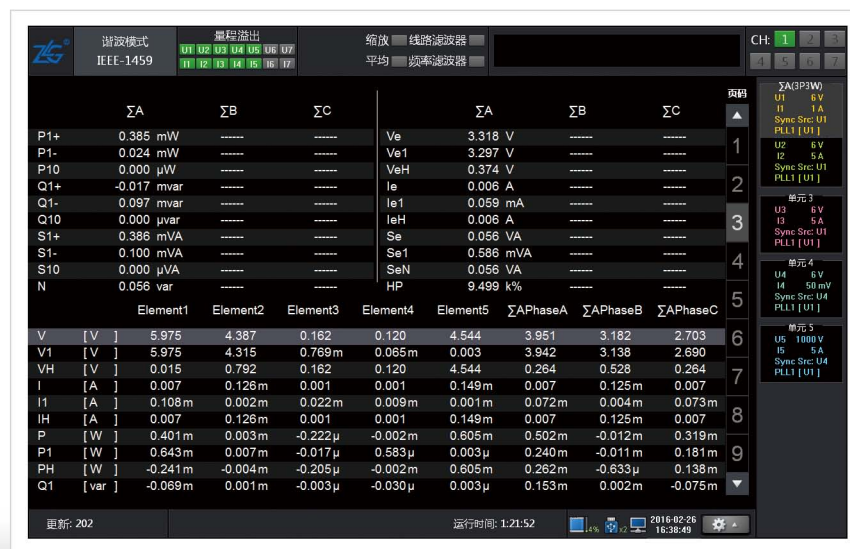 ZLG®
谐波模式
IEEE-1459
量程溢出
U1 U2 U3 U4 U5 U6 U7
I1 I2 I3 I4 I5 I6 I7
缩放 线路滤波器
平均 频率滤波器
CH: 1 2 3
4 5 6 7
ΣA ΣB ΣC ΣA ΣB ΣC
P1+ 0.385 mW ------ ------ Ve 3.318 V ------ ------
P1- 0.024 mW ------ ------ Ve1 3.297 V ------ ------
P10 0.000 µW ------ ------ VeH 0.374 V ------ ------
Q1+ -0.017 mvar ------ ------ Ie 0.006 A ------ ------
Q1- 0.097 mvar ------ ------ Ie1 0.059 mA ------ ------
Q10 0.000 µvar ------ ------ IeH 0.006 A ------ ------
S1+ 0.386 mVA ------ ------ Se 0.056 VA ------ ------
S1- 0.100 mVA ------ ------ Se1 0.586 mVA ------ ------
S10 0.000 µVA ------ ------ SeN 0.056 VA ------ ------
N 0.056 var ------ ------ HP 9.499 k% ------ ------
Element1 Element2 Element3 Element4 Element5 ΣAPhaseA ΣAPhaseB ΣAPhaseC
V [ V ] 5.975 4.387 0.162 0.120 4.544 3.951 3.182 2.703
V1 [ V ] 5.975 4.315 0.769m 0.065m 0.003 3.942 3.138 2.690
VH [ V ] 0.015 0.792 0.162 0.120 4.544 0.264 0.528 0.264
I [ A ] 0.007 0.126m 0.001 0.001 0.149m 0.007 0.125m 0.007
I1 [ A ] 0.108m 0.002m 0.022m 0.009m 0.001m 0.072m 0.004m 0.073m
IH [ A ] 0.007 0.126m 0.001 0.001 0.149m 0.007 0.125m 0.007
P [ W ] 0.401m 0.003m -0.222µ -0.002m 0.605m 0.502m -0.012m 0.319m
P1 [ W ] 0.643m 0.007m -0.017µ 0.583µ 0.003µ 0.240m -0.011m 0.181m
PH [ W ] -0.241m -0.004m -0.205µ -0.002m 0.605m 0.262m -0.633µ 0.138m
Q1 [ var ] -0.069m 0.001m -0.003µ -0.030µ 0.003µ 0.153m 0.002m -0.075m
页码
1
2
3
4
5
6
7
8
9
ΣA(3P3W)
U1 6 V
I1 1 A
Sync Src: U1
PLL1 [ U1 ]
U2 6 V
I2 5 A
Sync Src: U1
PLL1 [ U1 ]
单元 3
U3 6 V
I3 5 A
Sync Src: U1
PLL1 [ U1 ]
单元 4
U4 6 V
I4 50 mV
Sync Src: U4
PLL1 [ U1 ]
单元 5
U5 1000 V
I5 5 A
Sync Src: U4
PLL1 [ U1 ]
更新: 202
运行时间: 1:21:52
4%
x2
2016-02-26
16:38:49